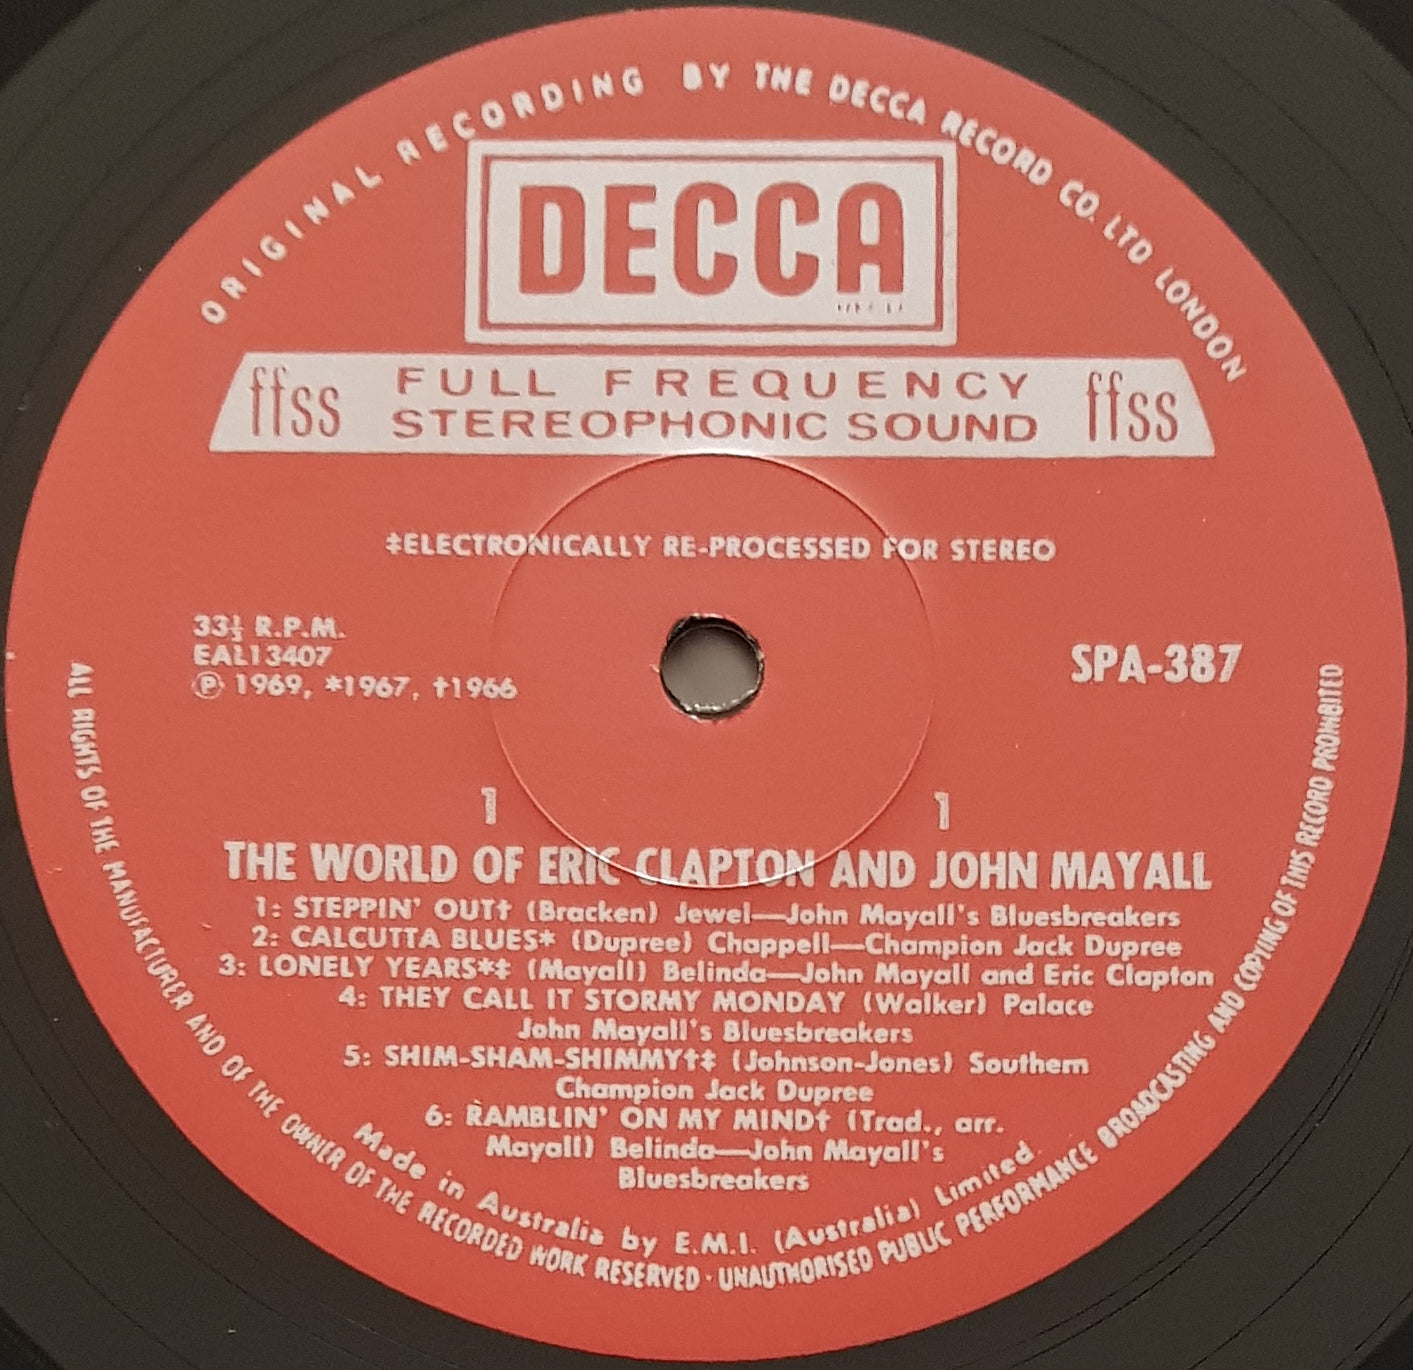 ORIGINAL RECORDING BY THE DECCA RECORD CO. LTD LONDON
DECCA
ffss FULL FREQUENCY ffss
STEREOPHONIC SOUND
‡ELECTRONICALLY RE-PROCESSED FOR STEREO
33⅓ R.P.M.
EAL13407
Ⓟ 1969, *1967, †1966
SPA-387
1 1
THE WORLD OF ERIC CLAPTON AND JOHN MAYALL
1: STEPPIN' OUT† (Bracken) Jewel—John Mayall's Bluesbreakers
2: CALCUTTA BLUES* (Dupree) Chappell—Champion Jack Dupree
3: LONELY YEARS*‡ (Mayall) Belinda—John Mayall and Eric Clapton
4: THEY CALL IT STORMY MONDAY (Walker) Palace
John Mayall's Bluesbreakers
5: SHIM-SHAM-SHIMMY†‡ (Johnson-Jones) Southern
Champion Jack Dupree
6: RAMBLIN' ON MY MIND† (Trad., arr.
Mayall) Belinda—John Mayall's
Bluesbreakers
Made in Australia by E.M.I. (Australia) Limited.
ALL RIGHTS OF THE MANUFACTURER AND OF THE OWNER OF THE RECORDED WORK RESERVED · UNAUTHORISED PUBLIC PERFORMANCE BROADCASTING AND COPYING OF THIS RECORD PROHIBITED